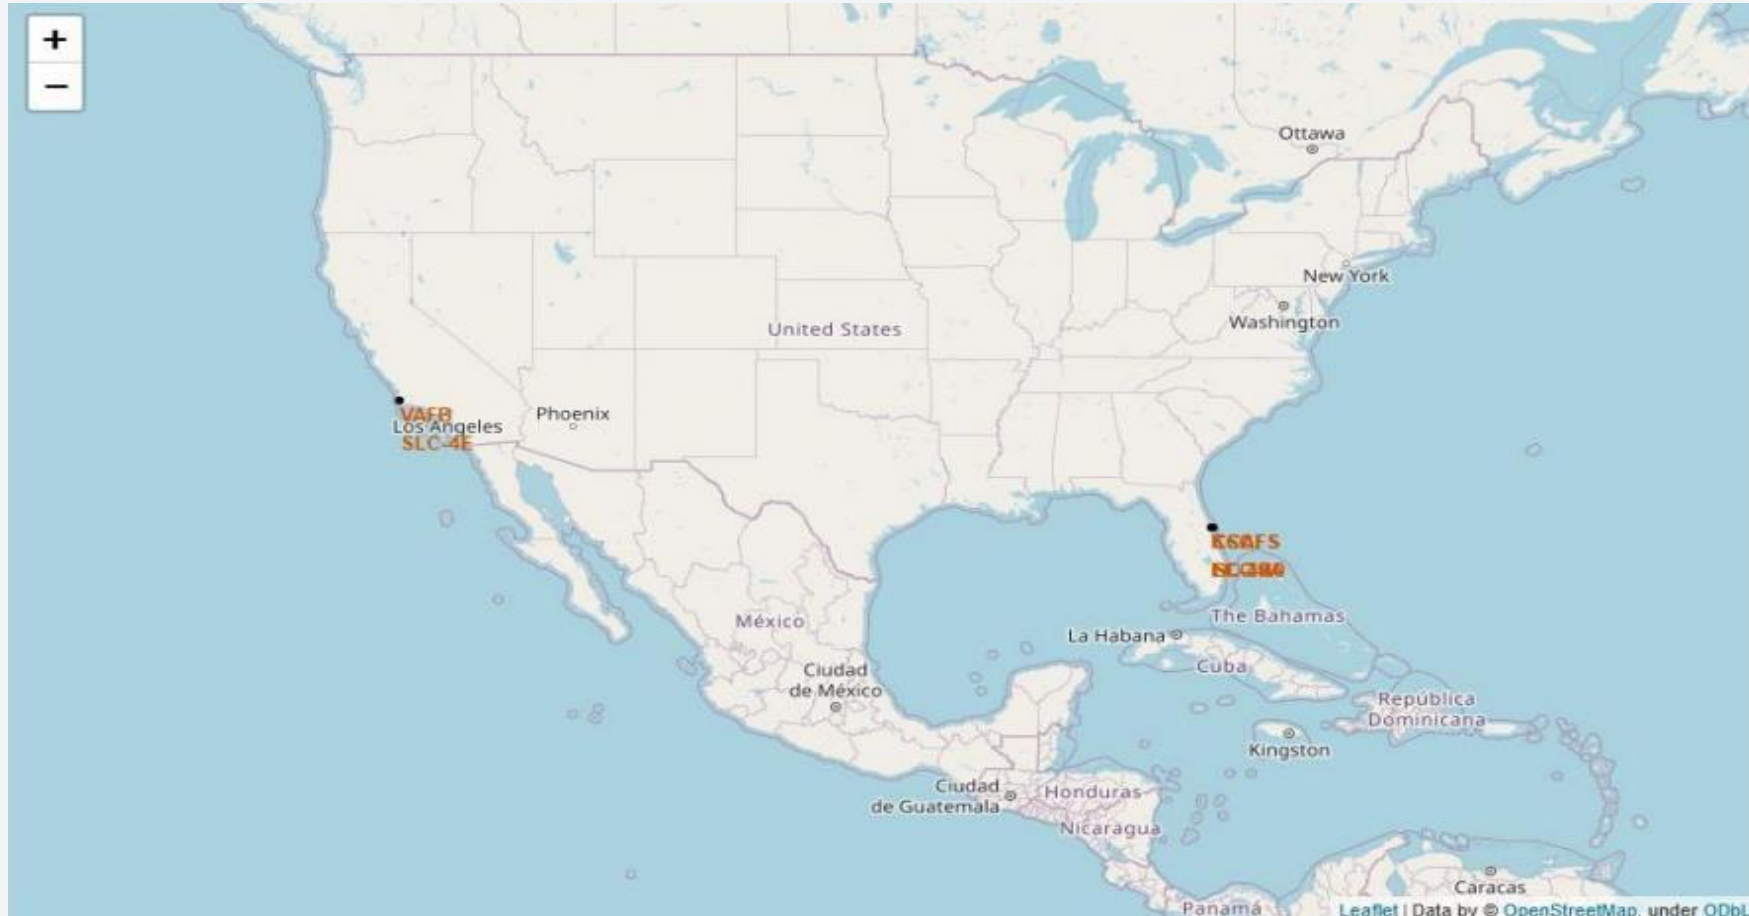 +
−
Ottawa
New York
Washington
United States
VAFB
Los Angeles
SLC-4E
Phoenix
The Bahamas
México
La Habana
Cuba
Ciudad
de México
República
Dominicana
Kingston
Ciudad
de Guatemala
Honduras
Nicaragua
Caracas
Panamá
Leaflet | Data by © OpenStreetMap, under ODbL